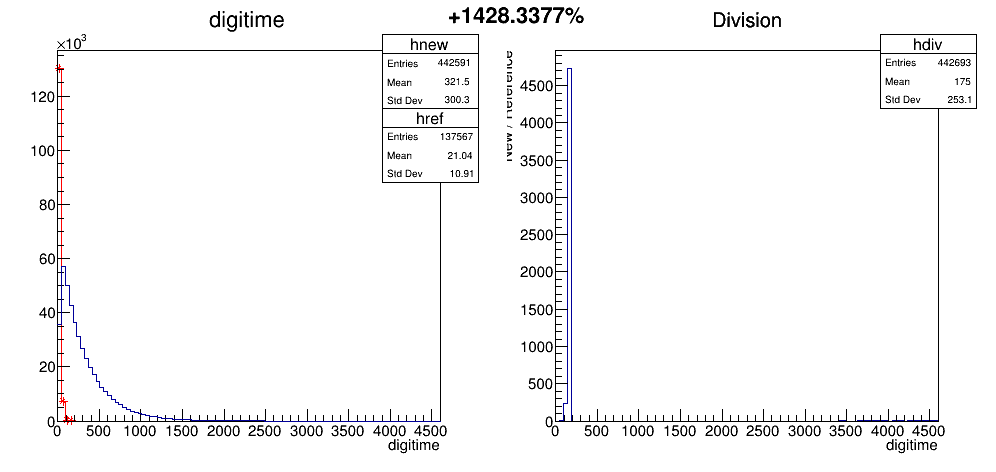 +1428.3377%
digitime
×10³
hnew
Entries 442591
Mean 321.5
Std Dev 300.3
href
Entries 137567
Mean 21.04
Std Dev 10.91
120
100
80
60
40
20
0
0 500 1000 1500 2000 2500 3000 3500 4000 4500
digitime
Division
hdiv
Entries 442693
Mean 175
Std Dev 253.1
New / Reference
4500
4000
3500
3000
2500
2000
1500
1000
500
0
0 500 1000 1500 2000 2500 3000 3500 4000 4500
digitime